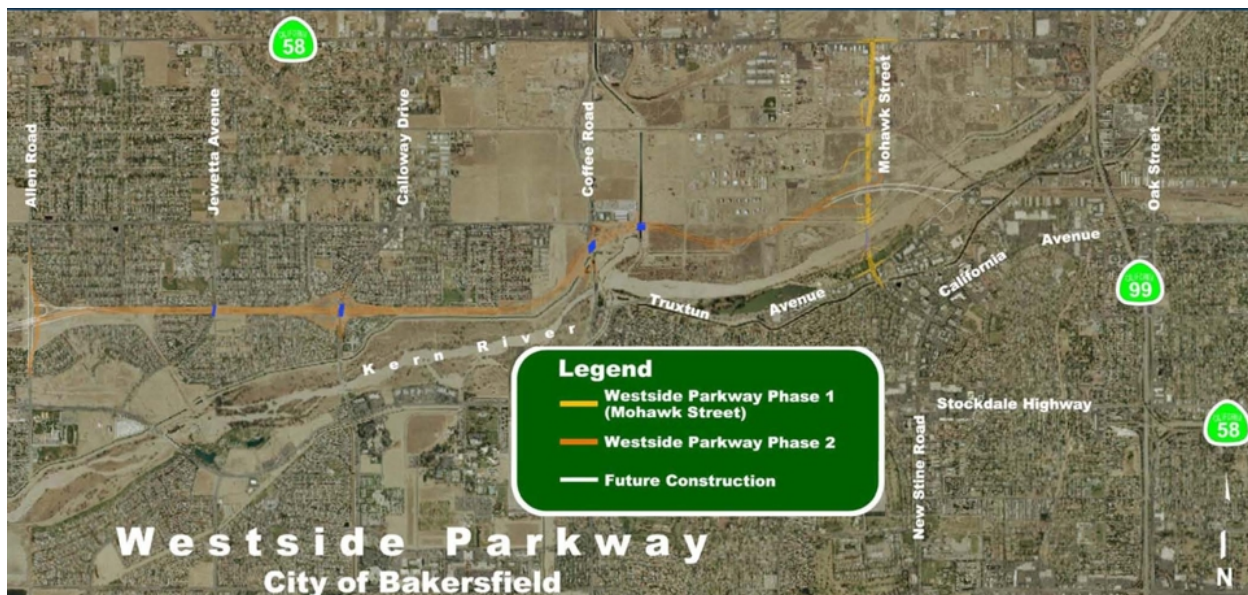 58
Allen Road
Jewetta Avenue
Calloway Drive
Coffee Road
Mohawk Street
Oak Street
California Avenue
99
Truxtun Avenue
Kern River
Legend
Westside Parkway Phase 1
(Mohawk Street)
Westside Parkway Phase 2
Future Construction
Stockdale Highway
58
New Stine Road
Westside Parkway
City of Bakersfield
N